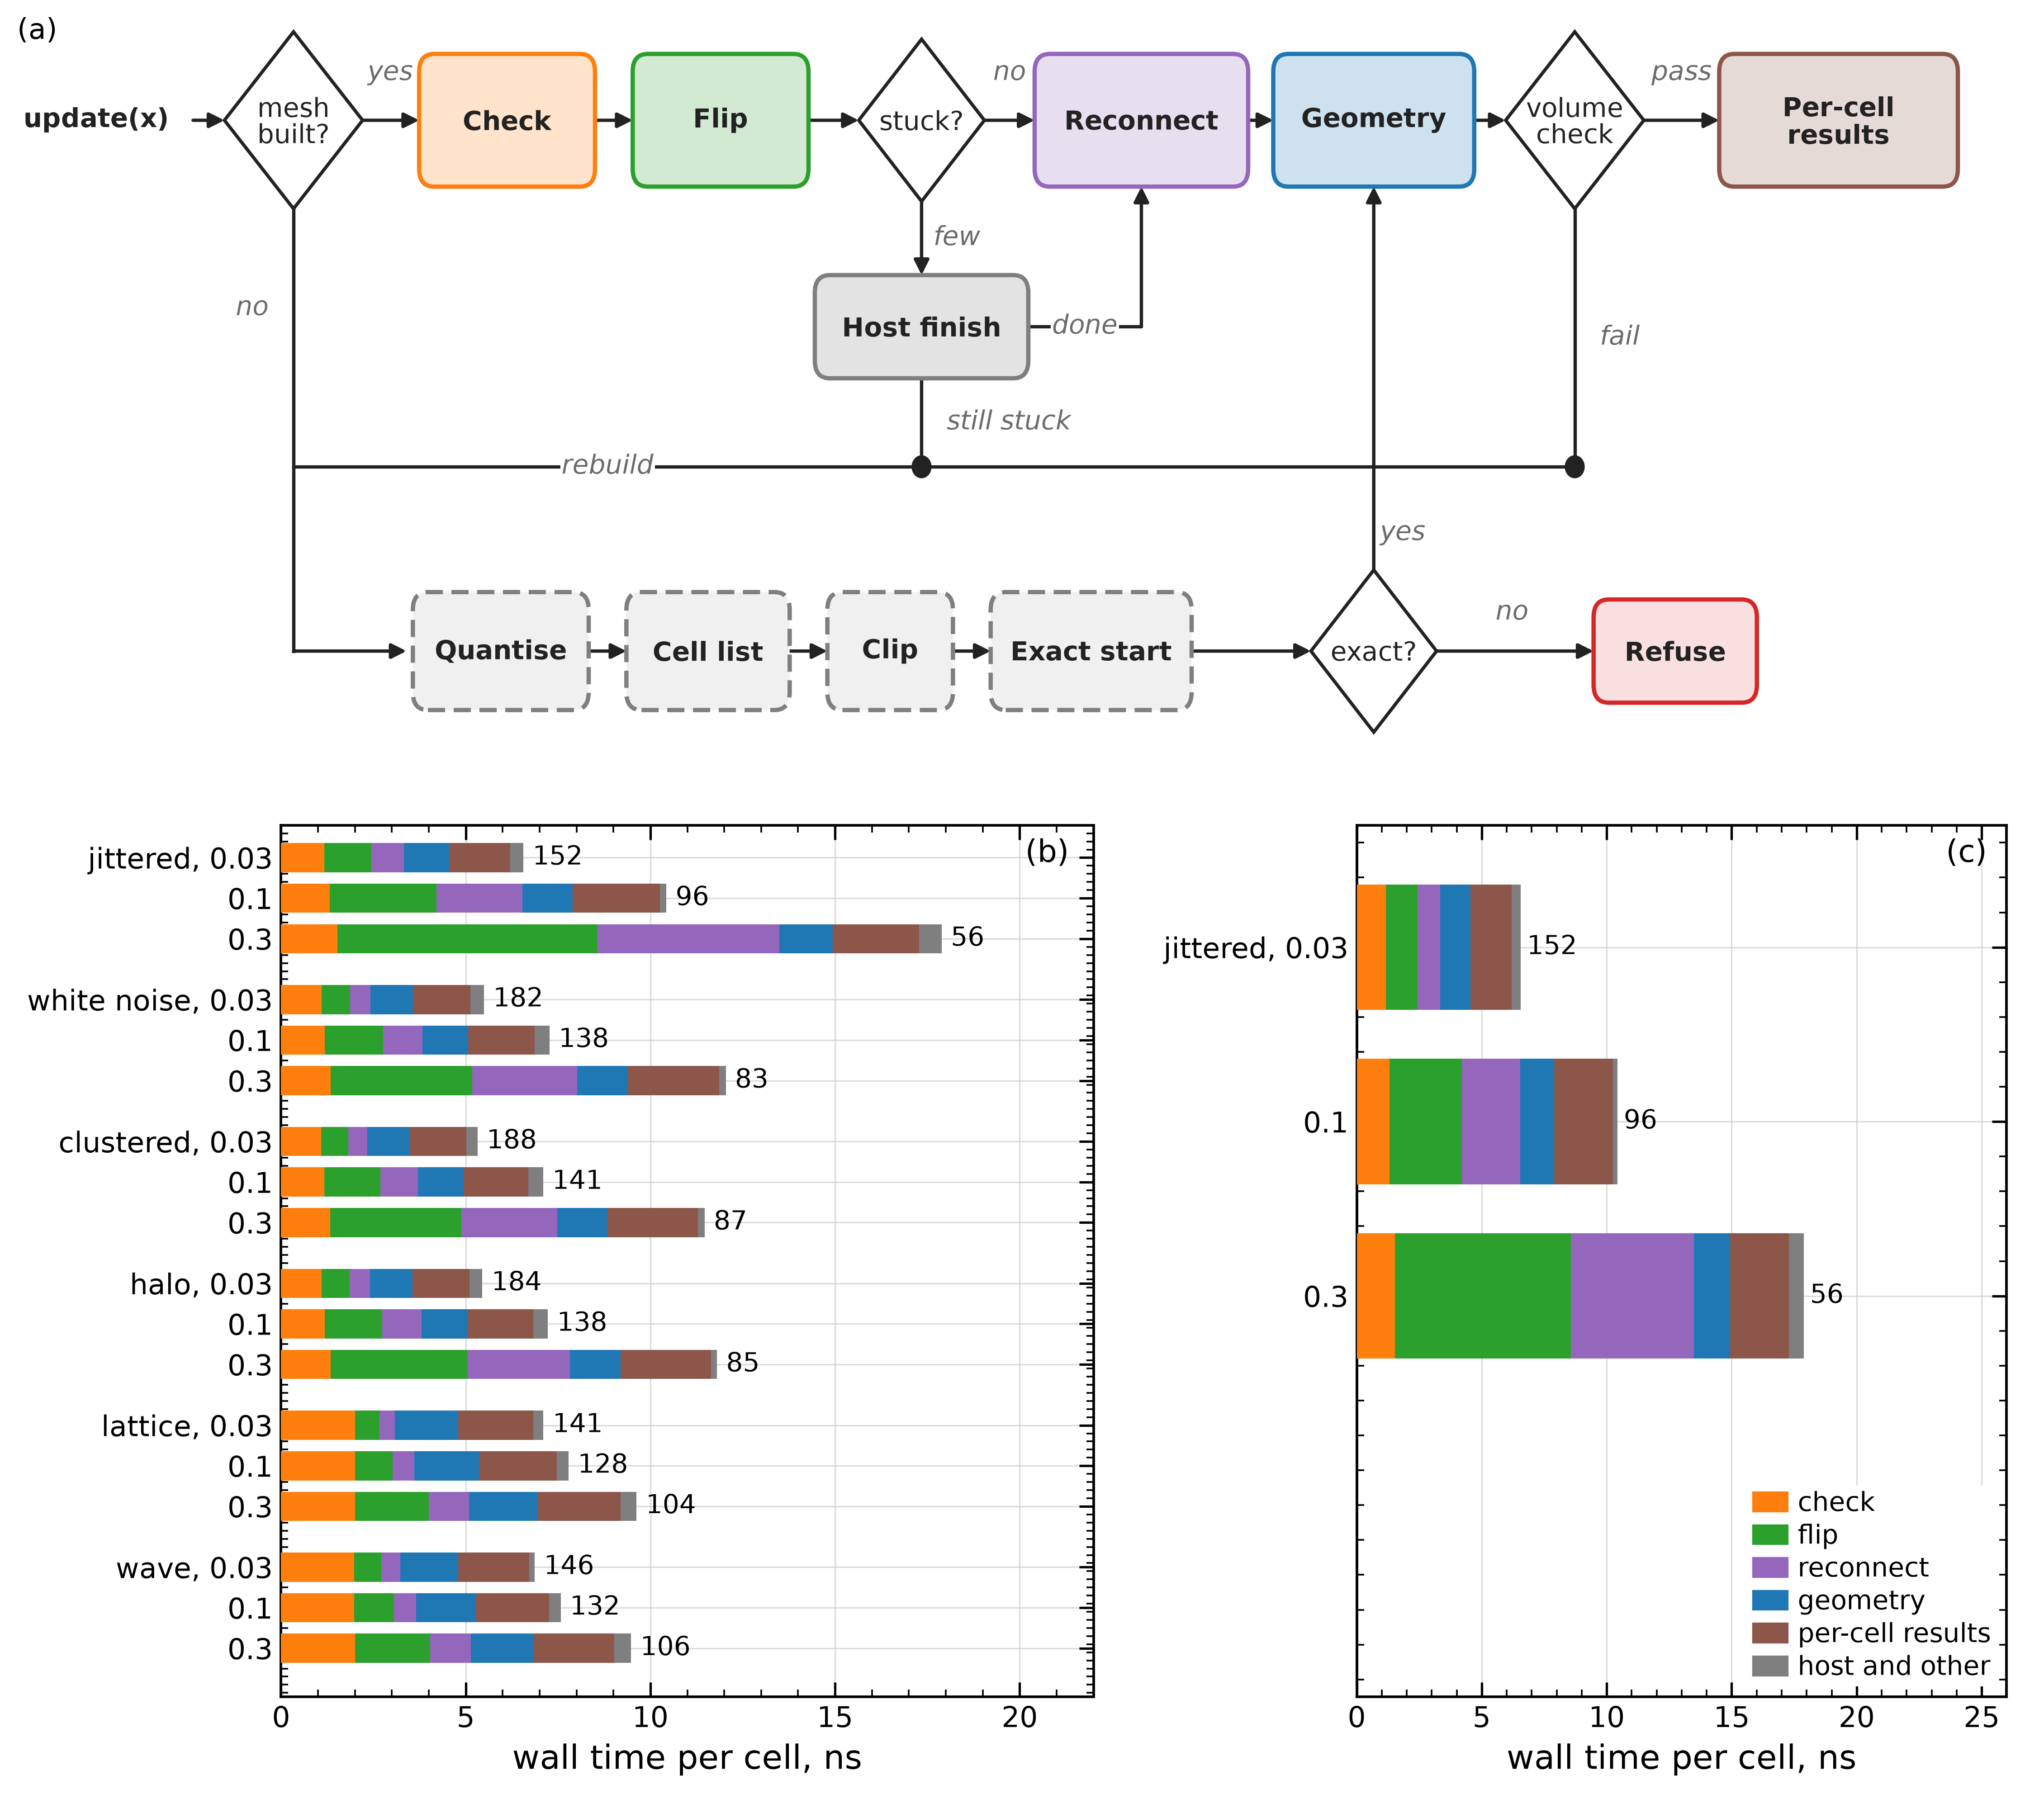 (a)
update(x)
mesh
built?
yes
Check
Flip
stuck?
no
Reconnect
Geometry
volume
check
pass
Per-cell
results
few
no
Host finish
done
fail
still stuck
rebuild
yes
Quantise
Cell list
Clip
Exact start
exact?
no
Refuse
(b)
jittered, 0.03
152
0.1
96
0.3
56
white noise, 0.03
182
0.1
138
0.3
83
clustered, 0.03
188
0.1
141
0.3
87
halo, 0.03
184
0.1
138
0.3
85
lattice, 0.03
141
0.1
128
0.3
104
wave, 0.03
146
0.1
132
0.3
106
0 5 10 15 20
wall time per cell, ns
(c)
jittered, 0.03
152
0.1
96
0.3
56
check
flip
reconnect
geometry
per-cell results
host and other
0 5 10 15 20 25
wall time per cell, ns